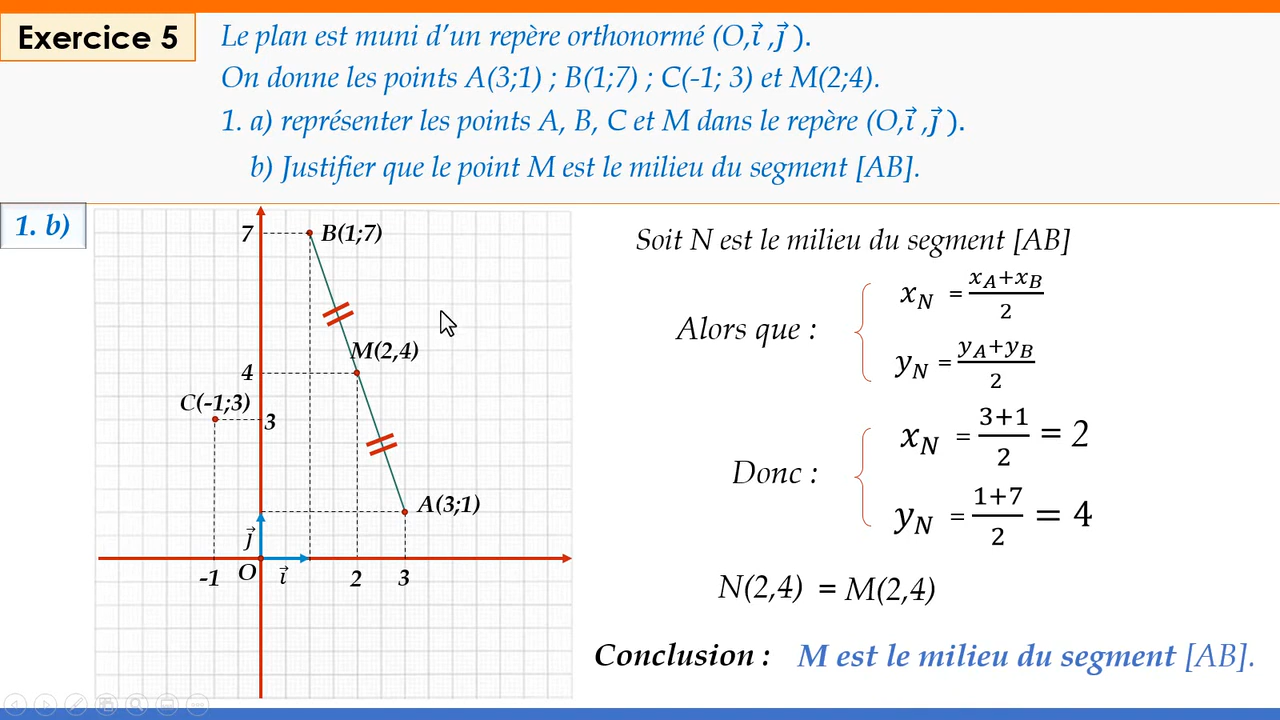 Exercice 5
Le plan est muni d'un repère orthonormé (O,i⃗ ,j⃗ ).
On donne les points A(3;1) ; B(1;7) ; C(-1; 3) et M(2;4).
1. a) représenter les points A, B, C et M dans le repère (O,i⃗ ,j⃗ ).
b) Justifier que le point M est le milieu du segment [AB].
1. b)
7
B(1;7)
M(2,4)
4
C(-1;3)
3
A(3;1)
j⃗
-1
O
i⃗
2
3
Soit N est le milieu du segment [AB]
Alors que :
x_N = (x_A+x_B)/2
y_N = (y_A+y_B)/2
Donc :
x_N = (3+1)/2 = 2
y_N = (1+7)/2 = 4
N(2,4) = M(2,4)
Conclusion : M est le milieu du segment [AB].